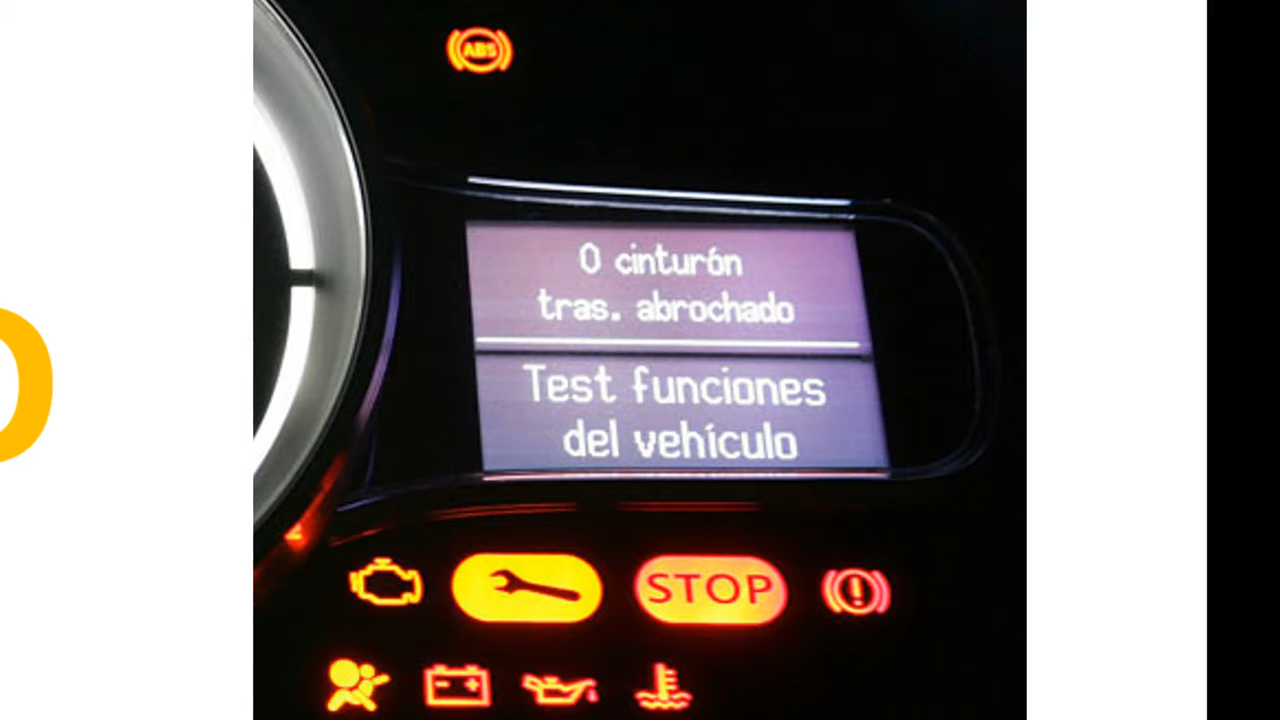 ABS
0 cinturón
tras. abrochado
Test funciones
del vehículo
STOP